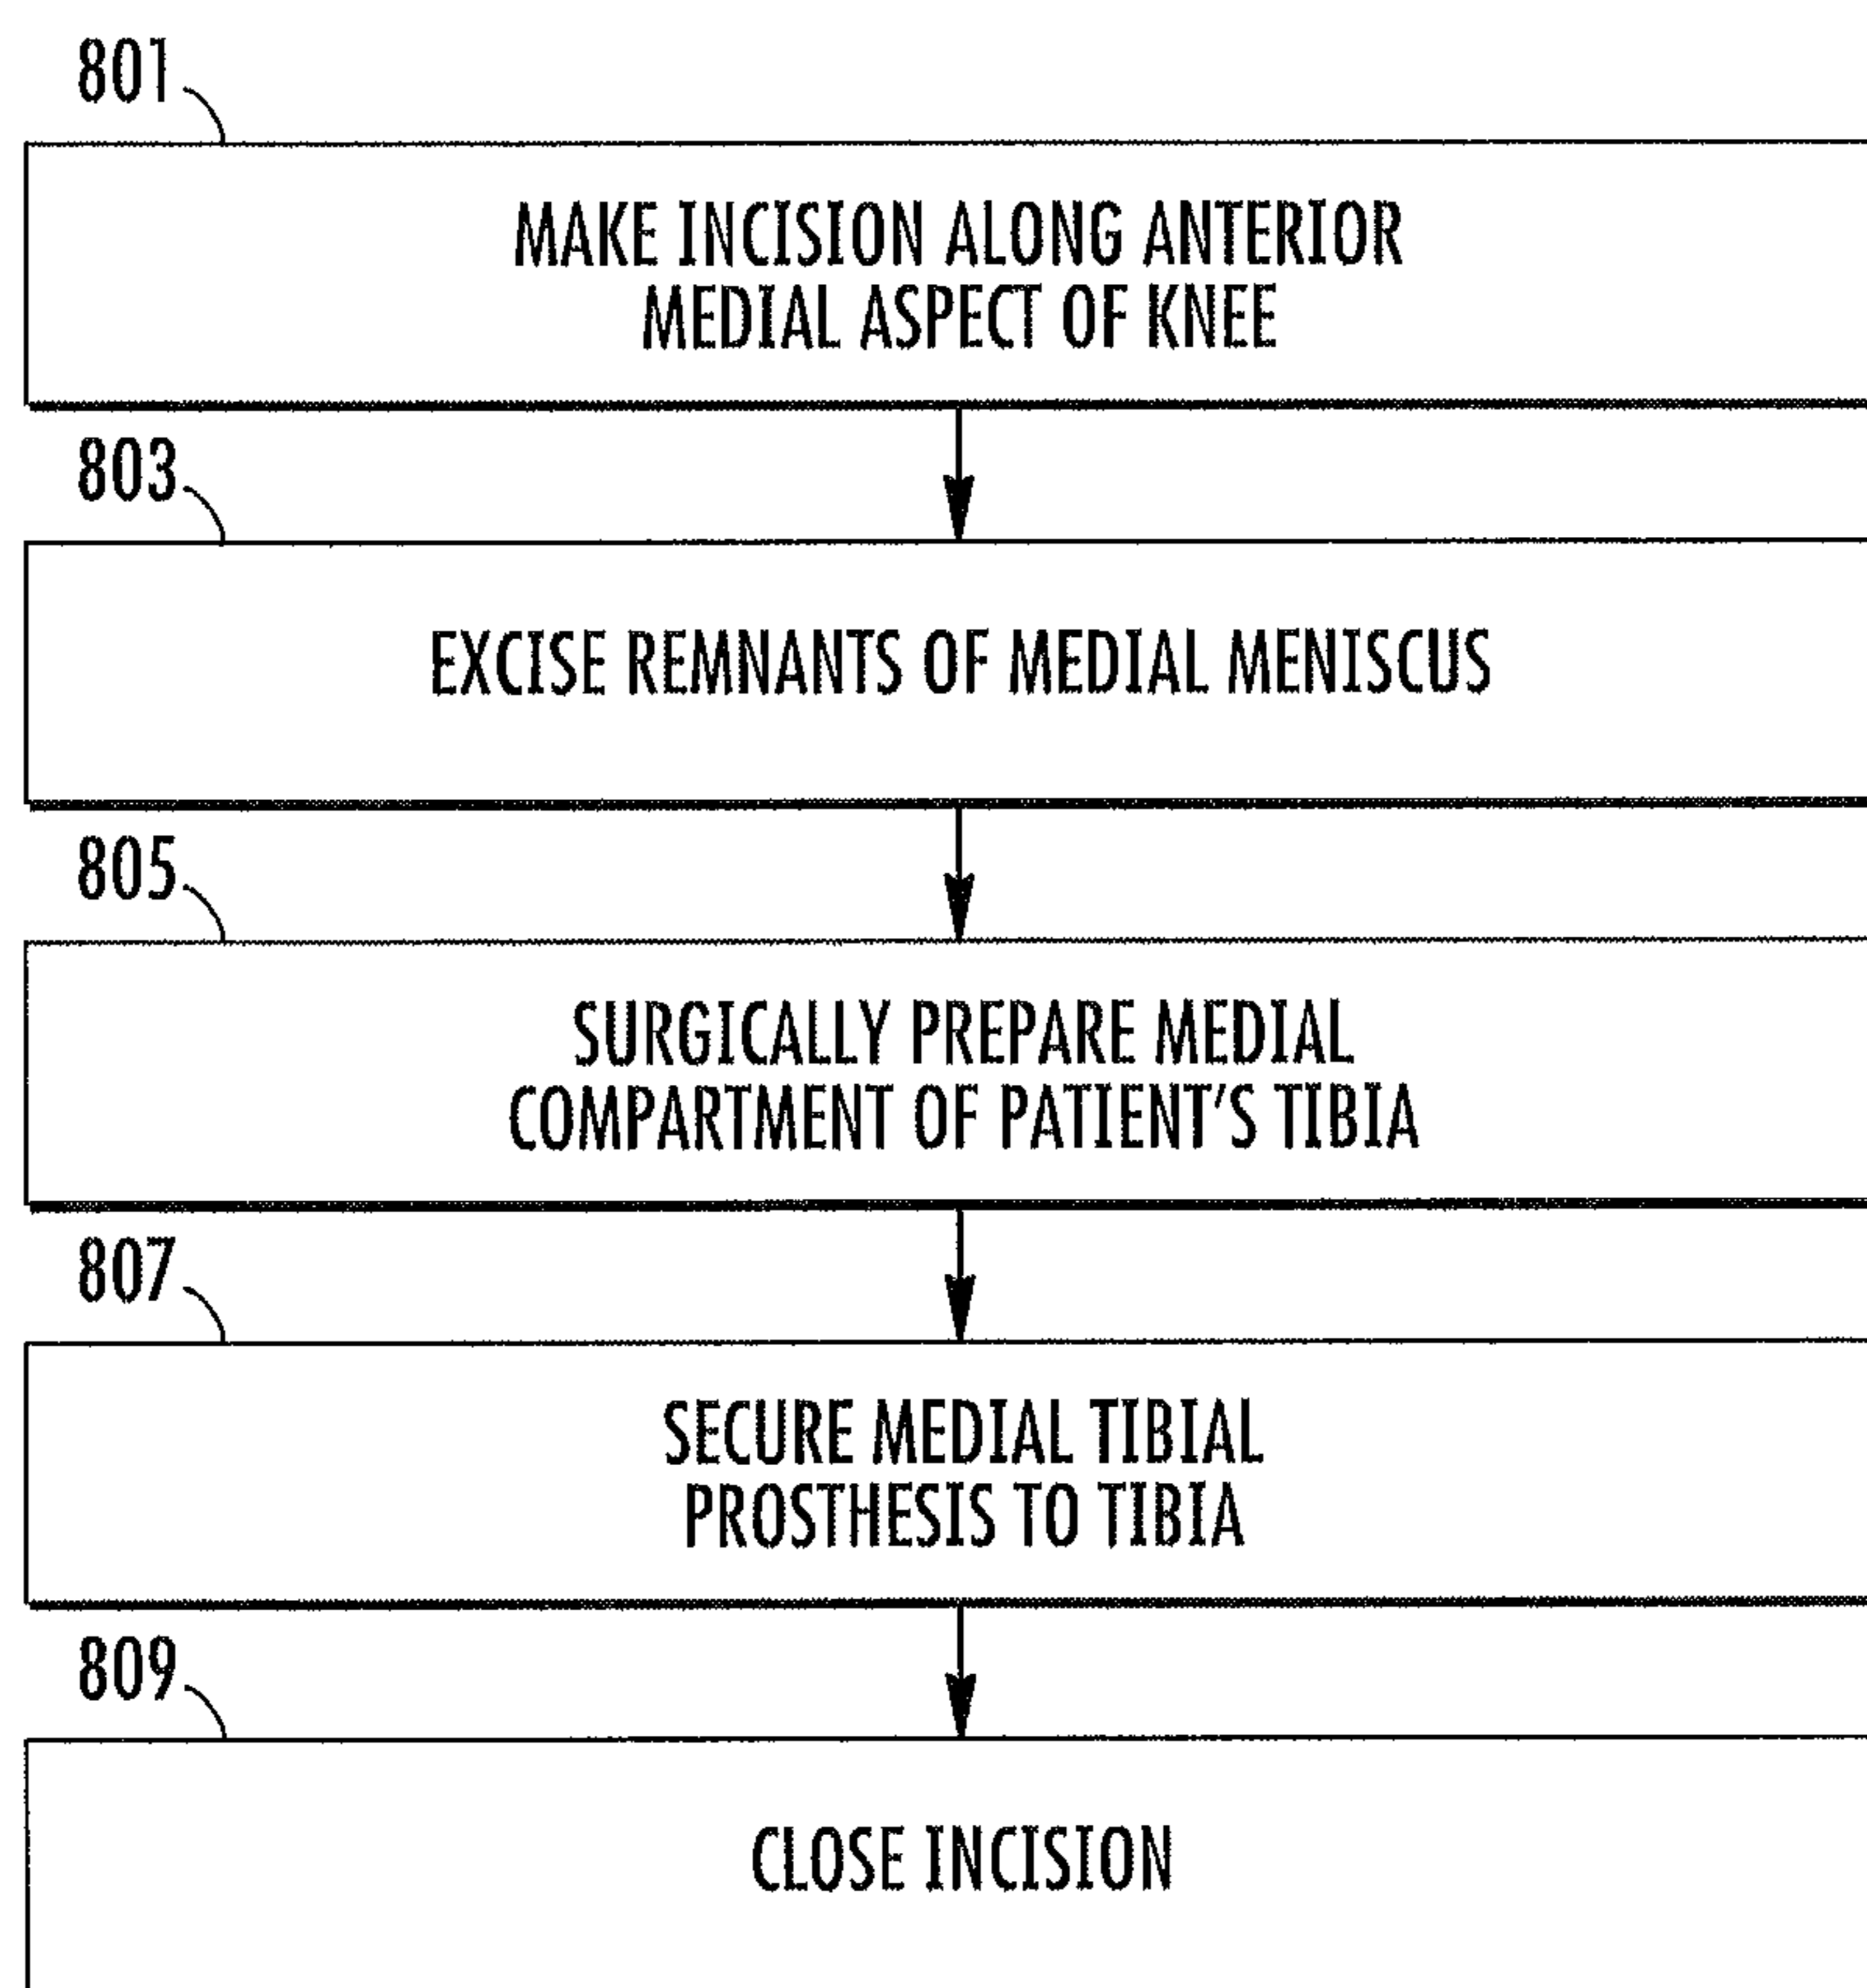 801
MAKE INCISION ALONG ANTERIOR
MEDIAL ASPECT OF KNEE
803
EXCISE REMNANTS OF MEDIAL MENISCUS
805
SURGICALLY PREPARE MEDIAL
COMPARTMENT OF PATIENT'S TIBIA
807
SECURE MEDIAL TIBIAL
PROSTHESIS TO TIBIA
809
CLOSE INCISION